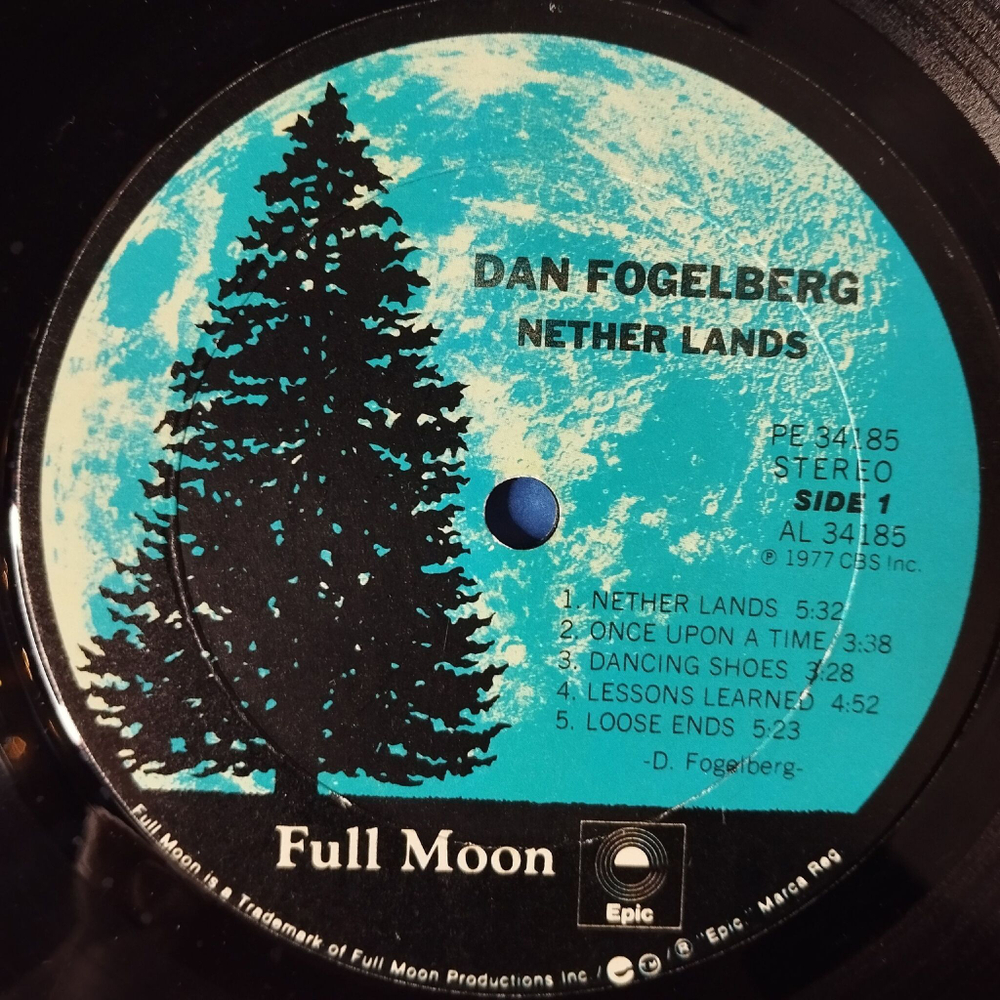 DAN FOGELBERG
NETHER LANDS
PE 34185
STEREO
SIDE 1
AL 34185
℗ 1977 CBS Inc.
1. NETHER LANDS 5:32
2. ONCE UPON A TIME 3:38
3. DANCING SHOES 3:28
4. LESSONS LEARNED 4:52
5. LOOSE ENDS 5:23
-D. Fogelberg-
Full Moon
Epic
Full Moon is a Trademark of Full Moon Productions Inc / e ™ / ® "Epic," Marca Reg